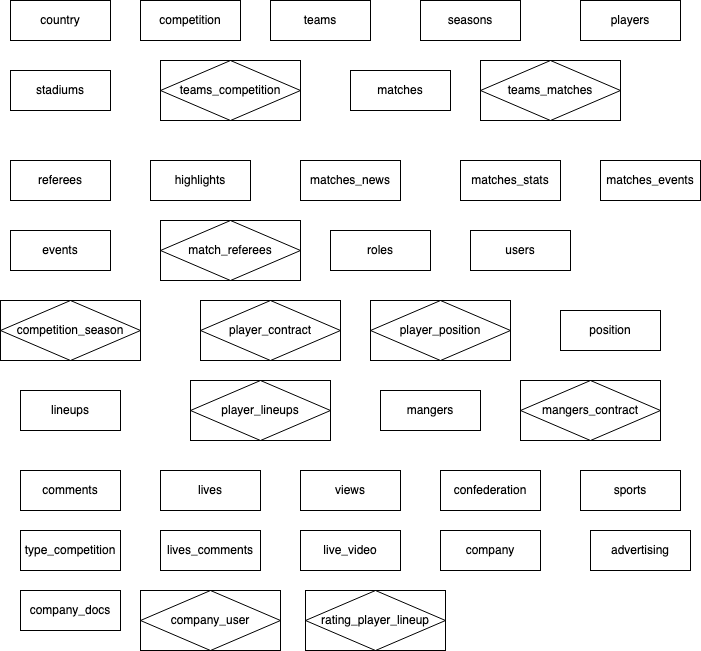 country
competition
teams
seasons
players
stadiums
teams_competition
matches
teams_matches
referees
highlights
matches_news
matches_stats
matches_events
events
match_referees
roles
users
competition_season
player_contract
player_position
position
lineups
player_lineups
mangers
mangers_contract
comments
lives
views
confederation
sports
type_competition
lives_comments
live_video
company
advertising
company_docs
company_user
rating_player_lineup